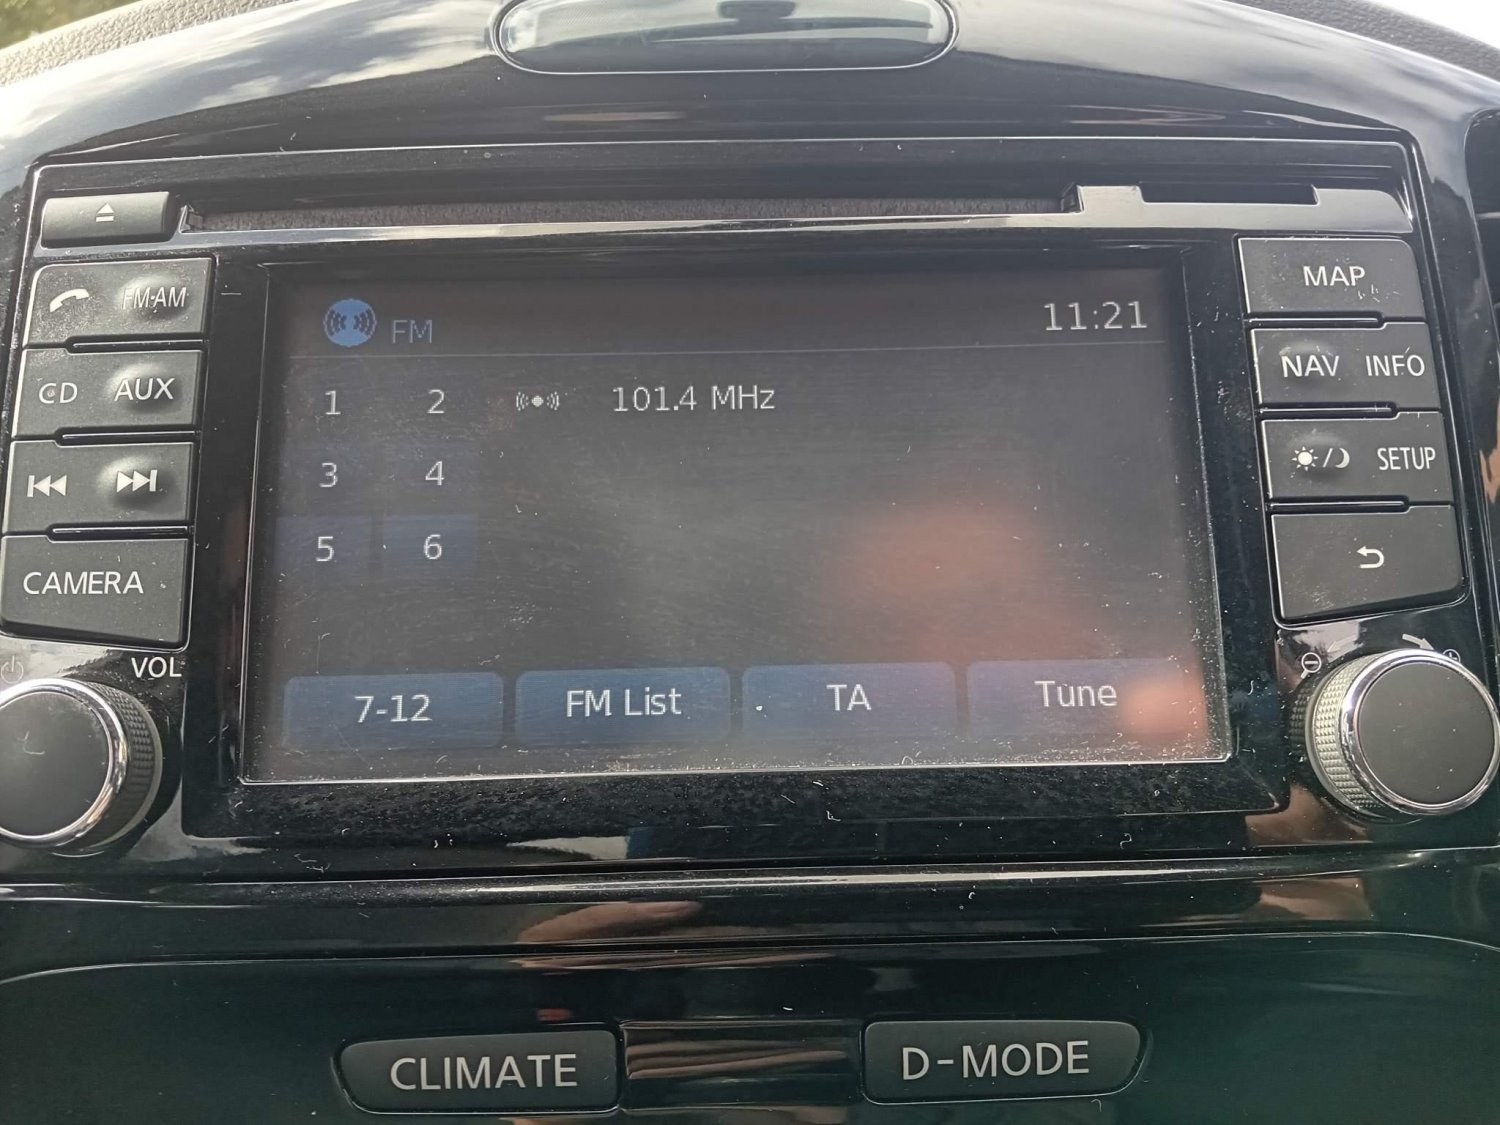 FM·AM
MAP
FM
11:21
CD AUX
1 2 101.4 MHz
NAV INFO
3 4
SETUP
5 6
CAMERA
VOL
7-12 FM List TA Tune
CLIMATE D-MODE